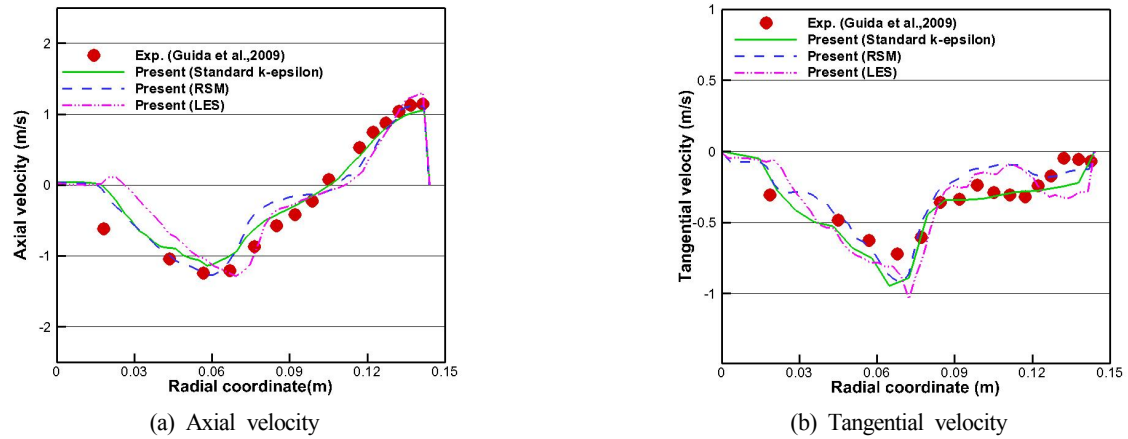 2
1
0
-1
-2
Axial velocity (m/s)
Exp. (Guida et al.,2009)
Present (Standard k-epsilon)
Present (RSM)
Present (LES)
0 0.03 0.06 0.09 0.12 0.15
Radial coordinate(m)
(a) Axial velocity
1
0.5
0
-0.5
-1
Tangential velocity (m/s)
Exp. (Guida et al.,2009)
Present (Standard k-epsilon)
Present (RSM)
Present (LES)
0 0.03 0.06 0.09 0.12 0.15
Radial coordinate (m)
(b) Tangential velocity